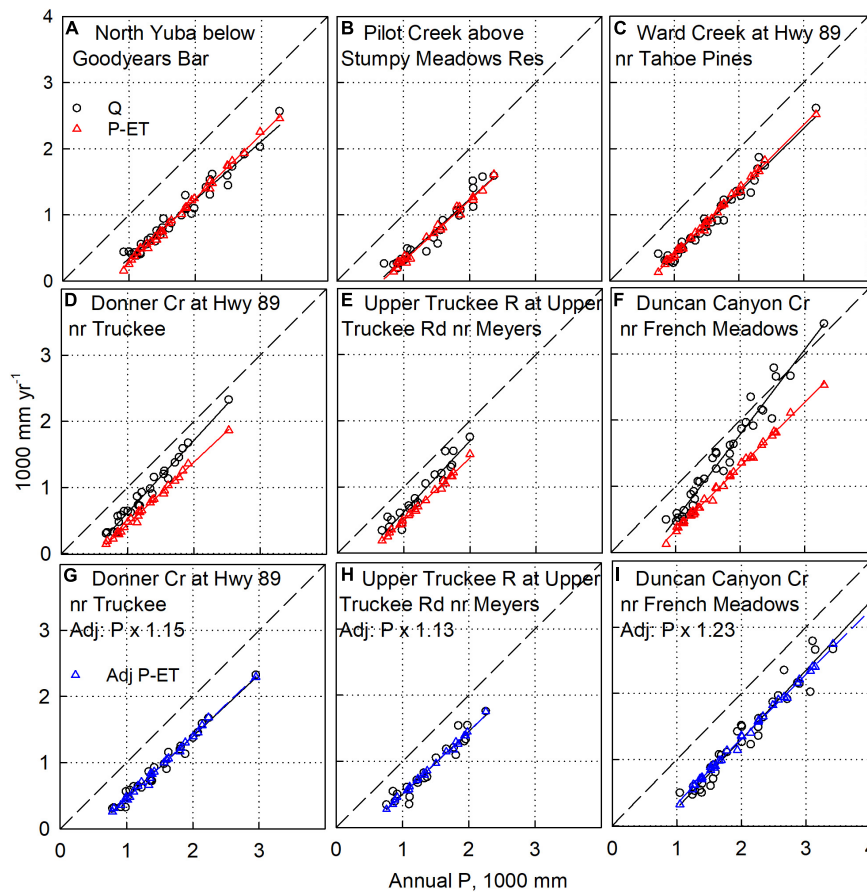 A North Yuba below
Goodyears Bar
Q
P-ET
B Pilot Creek above
Stumpy Meadows Res
C Ward Creek at Hwy 89
nr Tahoe Pines
4
3
2
1
0
D Donner Cr at Hwy 89
nr Truckee
E Upper Truckee R at Upper
Truckee Rd nr Meyers
F Duncan Canyon Cr
nr French Meadows
3
2
1
0
1000 mm yr-1
G Donner Cr at Hwy 89
nr Truckee
Adj: P x 1.15
Adj P-ET
H Upper Truckee R at Upper
Truckee Rd nr Meyers
Adj: P x 1.13
I Duncan Canyon Cr
nr French Meadows
Adj: P x 1.23
3
2
1
0
0 1 2 3 0 1 2 3 0 1 2 3 4
Annual P, 1000 mm